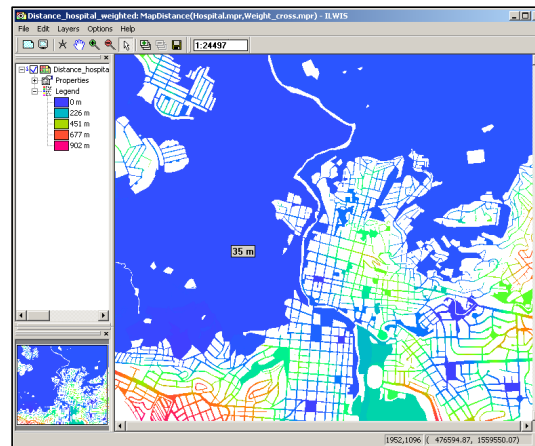 Distance_hospital_weighted: MapDistance(Hospital.mpr,Weight_cross.mpr) - ILWIS
File Edit Layers Options Help
1:24497
Distance_hospita
Properties
Legend
0 m
226 m
451 m
677 m
902 m
35 m
1952,1096 ( 476594.87, 1559550.07)